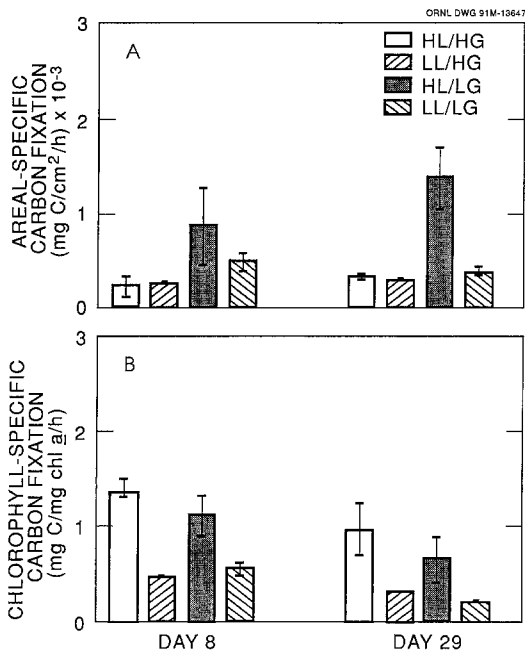 ORNL DWG 91M-13647
A
HL/HG
LL/HG
HL/LG
LL/LG
AREAL-SPECIFIC
CARBON FIXATION
(mg C/cm²/h) x 10⁻³
3
2
1
0
B
CHLOROPHYLL-SPECIFIC
CARBON FIXATION
(mg C/mg chl a/h)
3
2
1
0
DAY 8
DAY 29